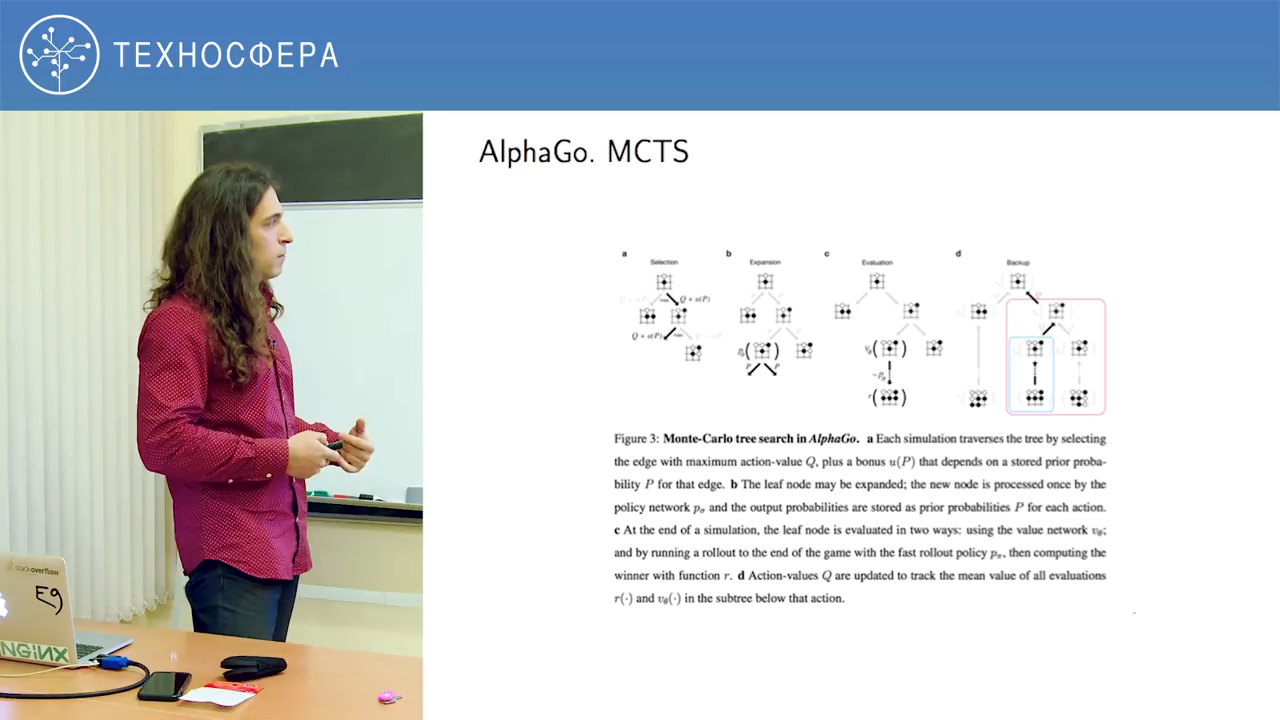 ТЕХНОСФЕРА
AlphaGo. MCTS
a
Selection
b
Expansion
c
Evaluation
d
Backup
Q + u(P)
Q + u(P)
P
P
Figure 3: Monte-Carlo tree search in AlphaGo. a Each simulation traverses the tree by selecting
the edge with maximum action-value Q, plus a bonus u(P) that depends on a stored prior proba-
bility P for that edge. b The leaf node may be expanded; the new node is processed once by the
policy network pσ and the output probabilities are stored as prior probabilities P for each action.
c At the end of a simulation, the leaf node is evaluated in two ways: using the value network vθ;
and by running a rollout to the end of the game with the fast rollout policy pπ, then computing the
winner with function r. d Action-values Q are updated to track the mean value of all evaluations
r(·) and vθ(·) in the subtree below that action.
stackoverflow
NGINX